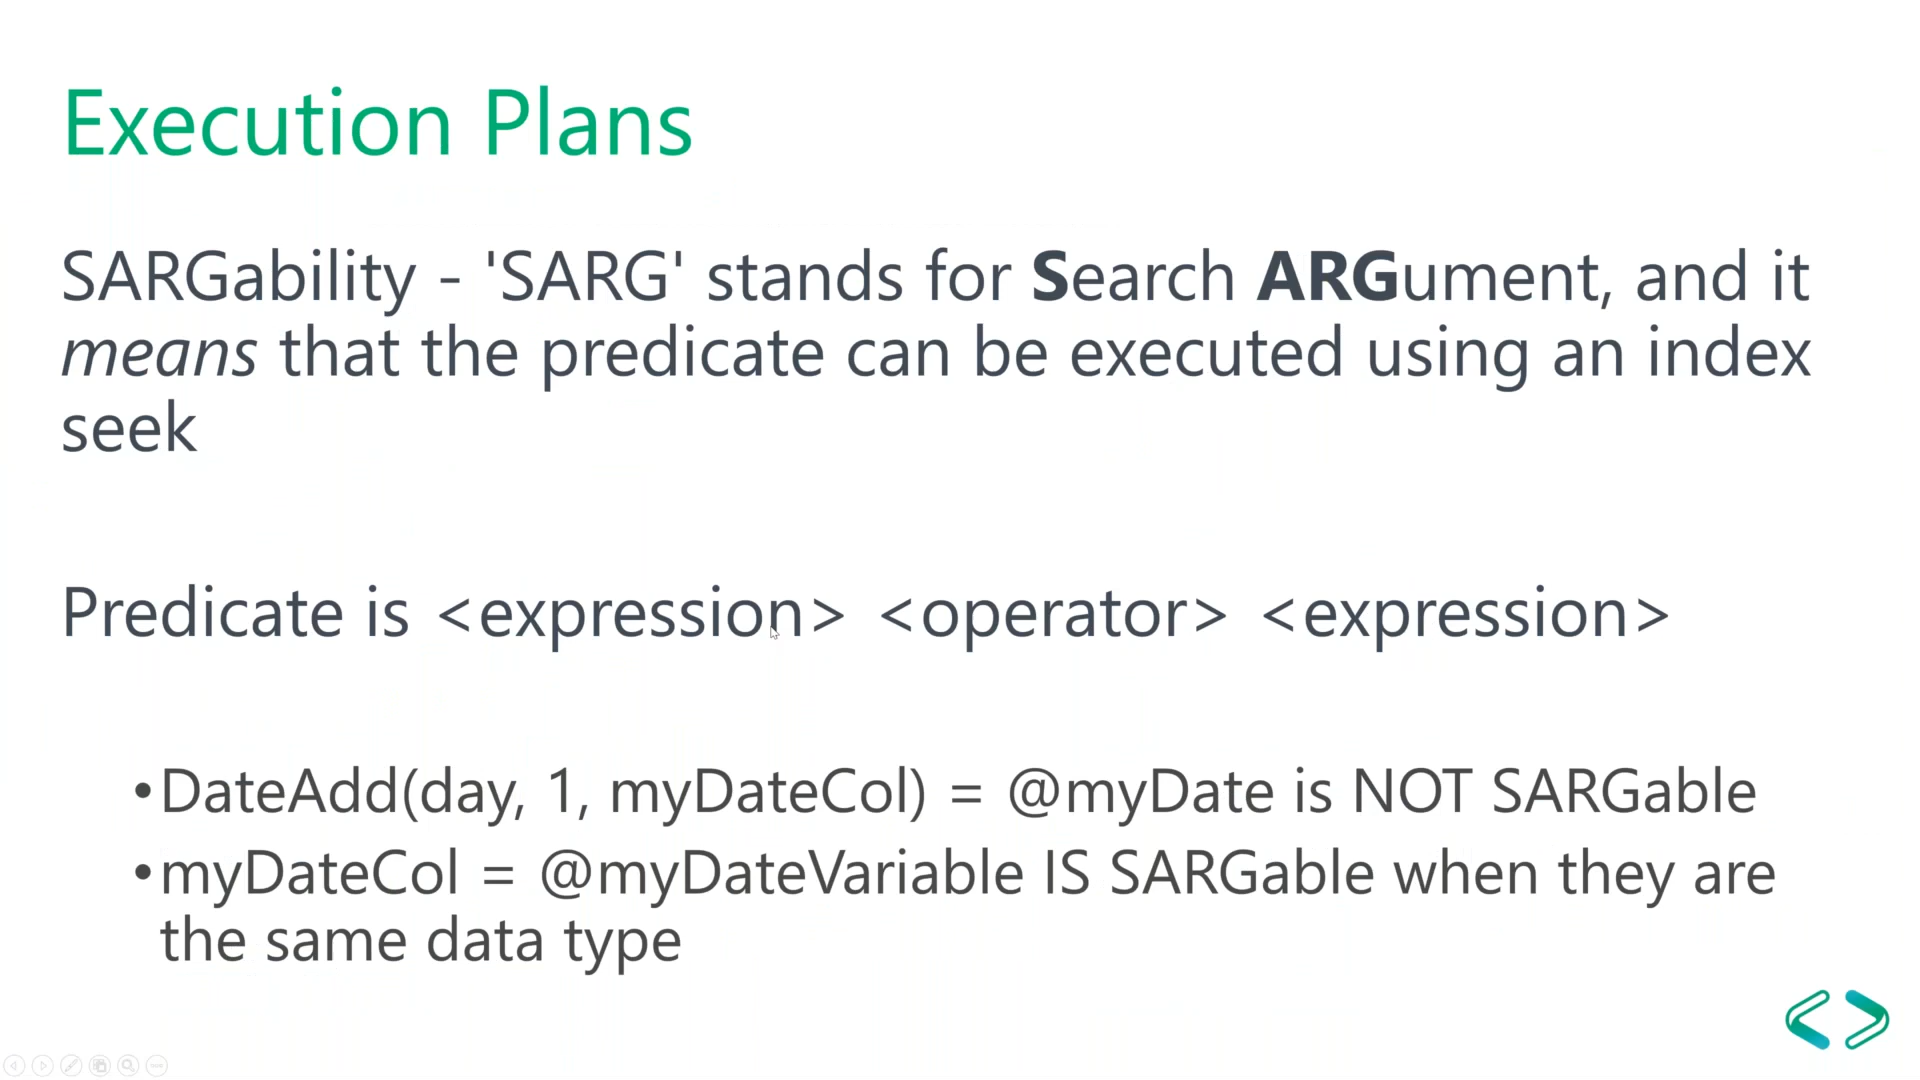 Execution Plans
SARGability - 'SARG' stands for Search ARGument, and it
means that the predicate can be executed using an index
seek
Predicate is <expression> <operator> <expression>
•DateAdd(day, 1, myDateCol) = @myDate is NOT SARGable
•myDateCol = @myDateVariable IS SARGable when they are
the same data type